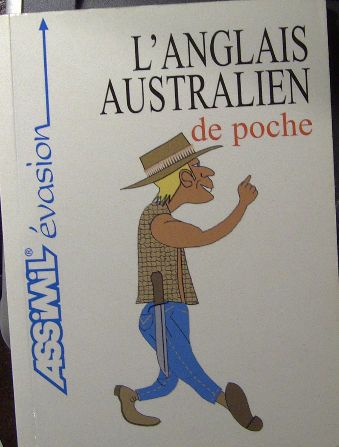 L'ANGLAIS
AUSTRALIEN
de poche
ASSiMiL® évasion